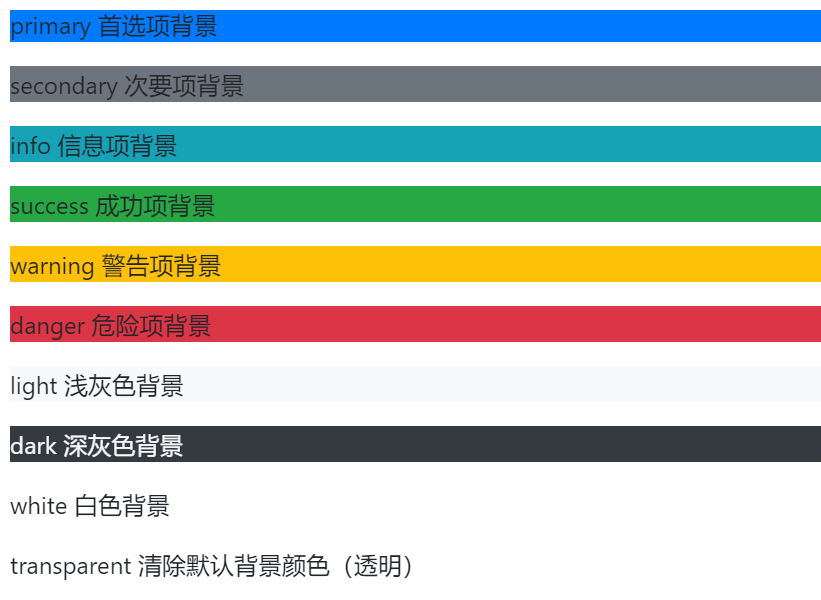 primary 首选项背景
secondary 次要项背景
info 信息项背景
success 成功项背景
warning 警告项背景
danger 危险项背景
light 浅灰色背景
dark 深灰色背景
white 白色背景
transparent 清除默认背景颜色（透明）